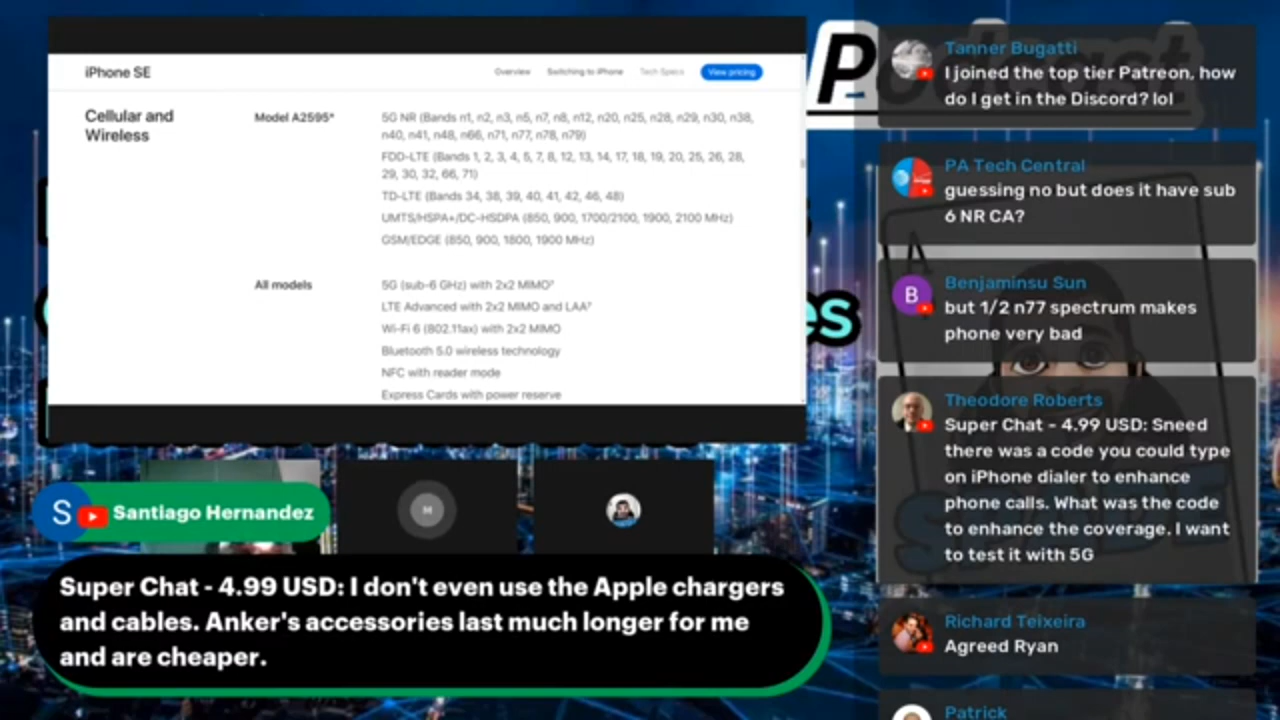 iPhone SE
Overview Switching to iPhone Tech Specs View pricing
Cellular and
Wireless
Model A2595*
5G NR (Bands n1, n2, n3, n5, n7, n8, n12, n20, n25, n28, n29, n30, n38,
n40, n41, n48, n66, n71, n77, n78, n79)
FDD-LTE (Bands 1, 2, 3, 4, 5, 7, 8, 12, 13, 14, 17, 18, 19, 20, 25, 26, 28,
29, 30, 32, 66, 71)
TD-LTE (Bands 34, 38, 39, 40, 41, 42, 46, 48)
UMTS/HSPA+/DC-HSDPA (850, 900, 1700/2100, 1900, 2100 MHz)
GSM/EDGE (850, 900, 1800, 1900 MHz)
All models
5G (sub-6 GHz) with 2x2 MIMO⁷
LTE Advanced with 2x2 MIMO and LAA⁷
Wi-Fi 6 (802.11ax) with 2x2 MIMO
Bluetooth 5.0 wireless technology
NFC with reader mode
Express Cards with power reserve
Podcast
es
M
S Santiago Hernandez
Super Chat - 4.99 USD: I don't even use the Apple chargers
and cables. Anker's accessories last much longer for me
and are cheaper.
Tanner Bugatti
I joined the top tier Patreon, how
do I get in the Discord? lol
PA Tech Central
guessing no but does it have sub
6 NR CA?
A
B
Benjaminsu Sun
but 1/2 n77 spectrum makes
phone very bad
Theodore Roberts
Super Chat - 4.99 USD: Sneed
there was a code you could type
on iPhone dialer to enhance
phone calls. What was the code
to enhance the coverage. I want
to test it with 5G
Richard Teixeira
Agreed Ryan
Patrick